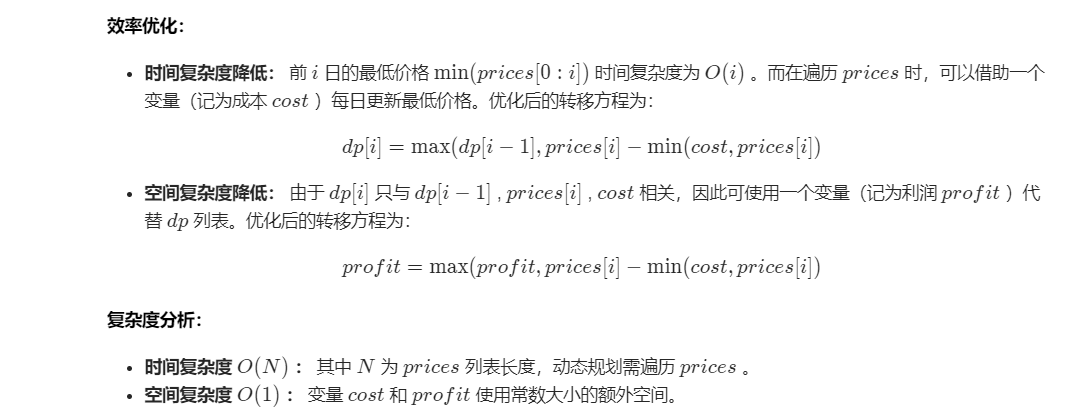 效率优化：
• 时间复杂度降低： 前 i 日的最低价格 min(prices[0 : i]) 时间复杂度为 O(i) 。而在遍历 prices 时，可以借助一个
变量（记为成本 cost ）每日更新最低价格。优化后的转移方程为：
dp[i] = max(dp[i − 1], prices[i] − min(cost, prices[i])
• 空间复杂度降低： 由于 dp[i] 只与 dp[i − 1] , prices[i] , cost 相关，因此可使用一个变量（记为利润 profit ）代
替 dp 列表。优化后的转移方程为：
profit = max(profit, prices[i] − min(cost, prices[i])
复杂度分析：
• 时间复杂度 O(N) ： 其中 N 为 prices 列表长度，动态规划需遍历 prices 。
• 空间复杂度 O(1) ： 变量 cost 和 profit 使用常数大小的额外空间。